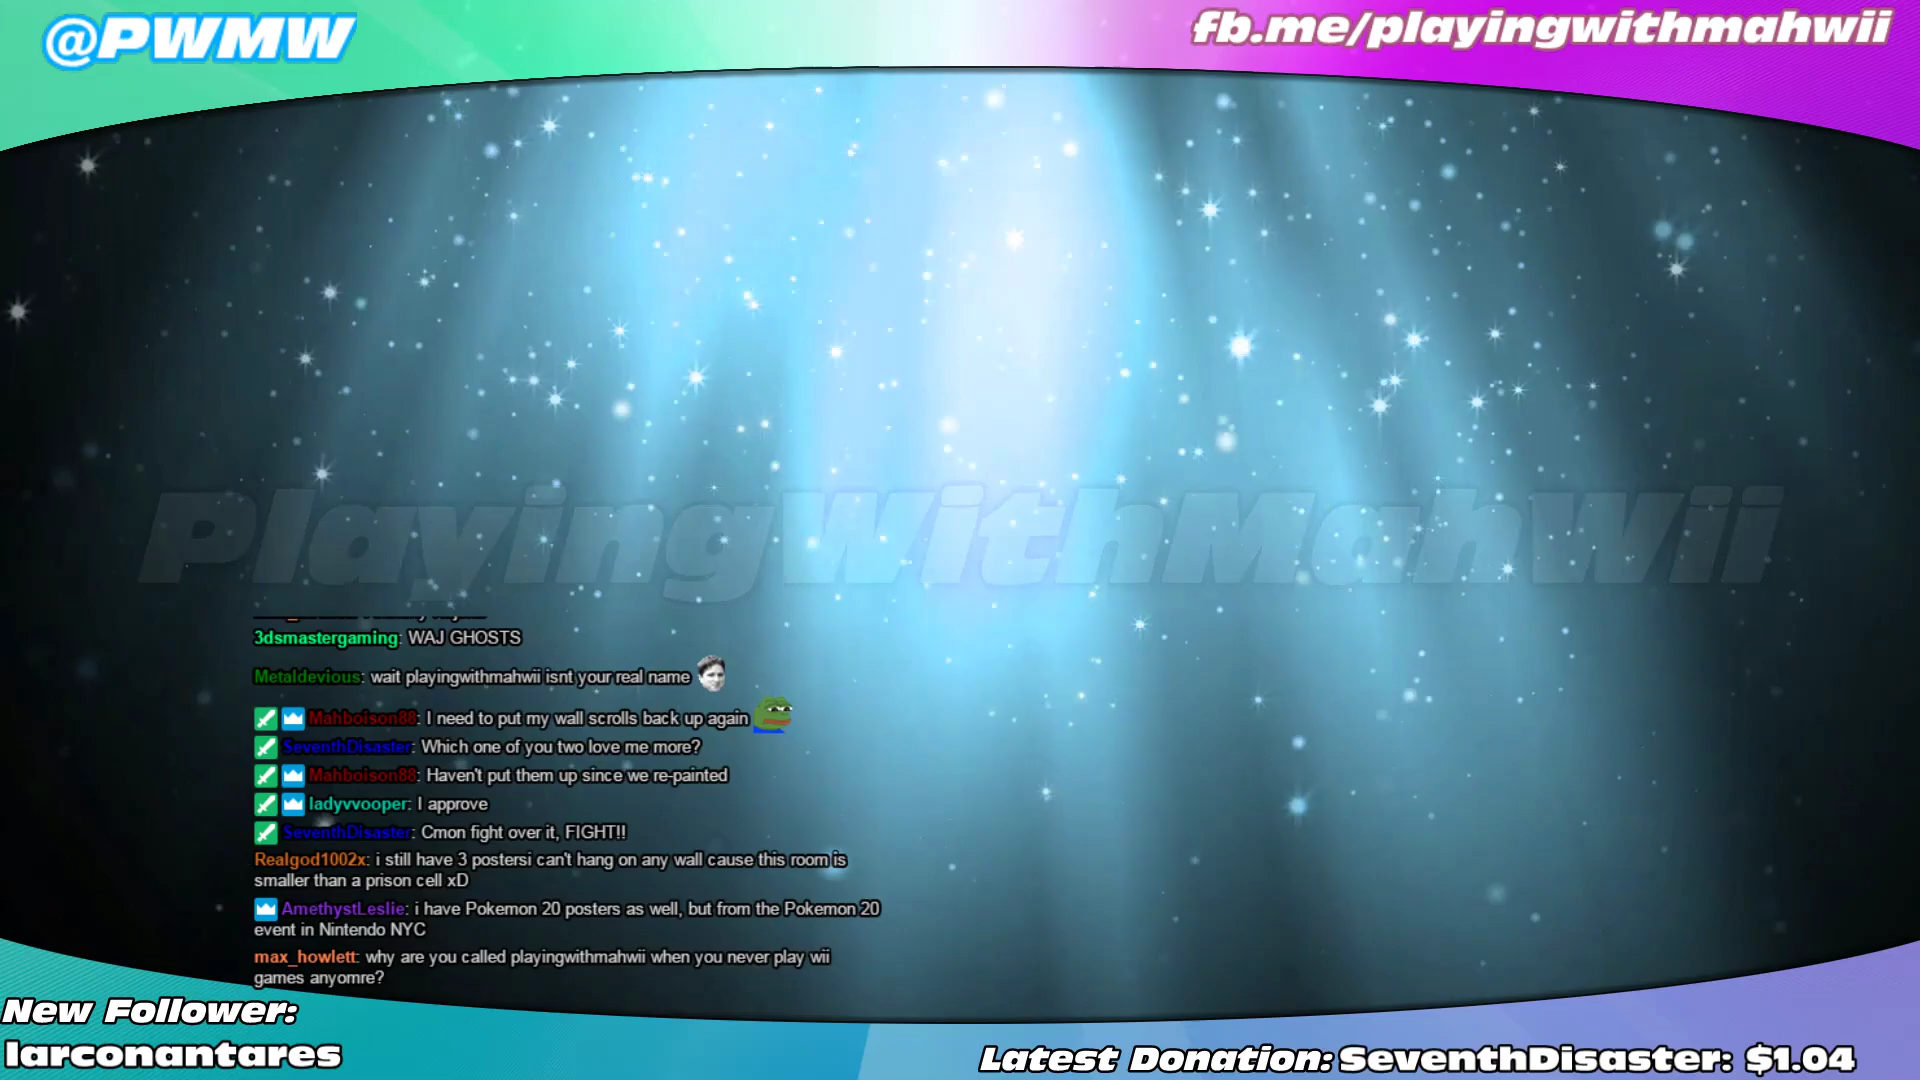 @PWMW
fb.me/playingwithmahwii
PlayingWithMahWii
3dsmastergaming: WAJ GHOSTS
Metaldevious: wait playingwithmahwii isnt your real name
Mahboison88: I need to put my wall scrolls back up again
SeventhDisaster: Which one of you two love me more?
Mahboison88: Haven't put them up since we re-painted
ladyvvooper: I approve
SeventhDisaster: Cmon fight over it, FIGHT!!
Realgod1002x: i still have 3 postersi can't hang on any wall cause this room is
smaller than a prison cell xD
AmethystLeslie: i have Pokemon 20 posters as well, but from the Pokemon 20
event in Nintendo NYC
max_howlett: why are you called playingwithmahwii when you never play wii
games anyomre?
New Follower:
larconantares
Latest Donation: SeventhDisaster: $1.04